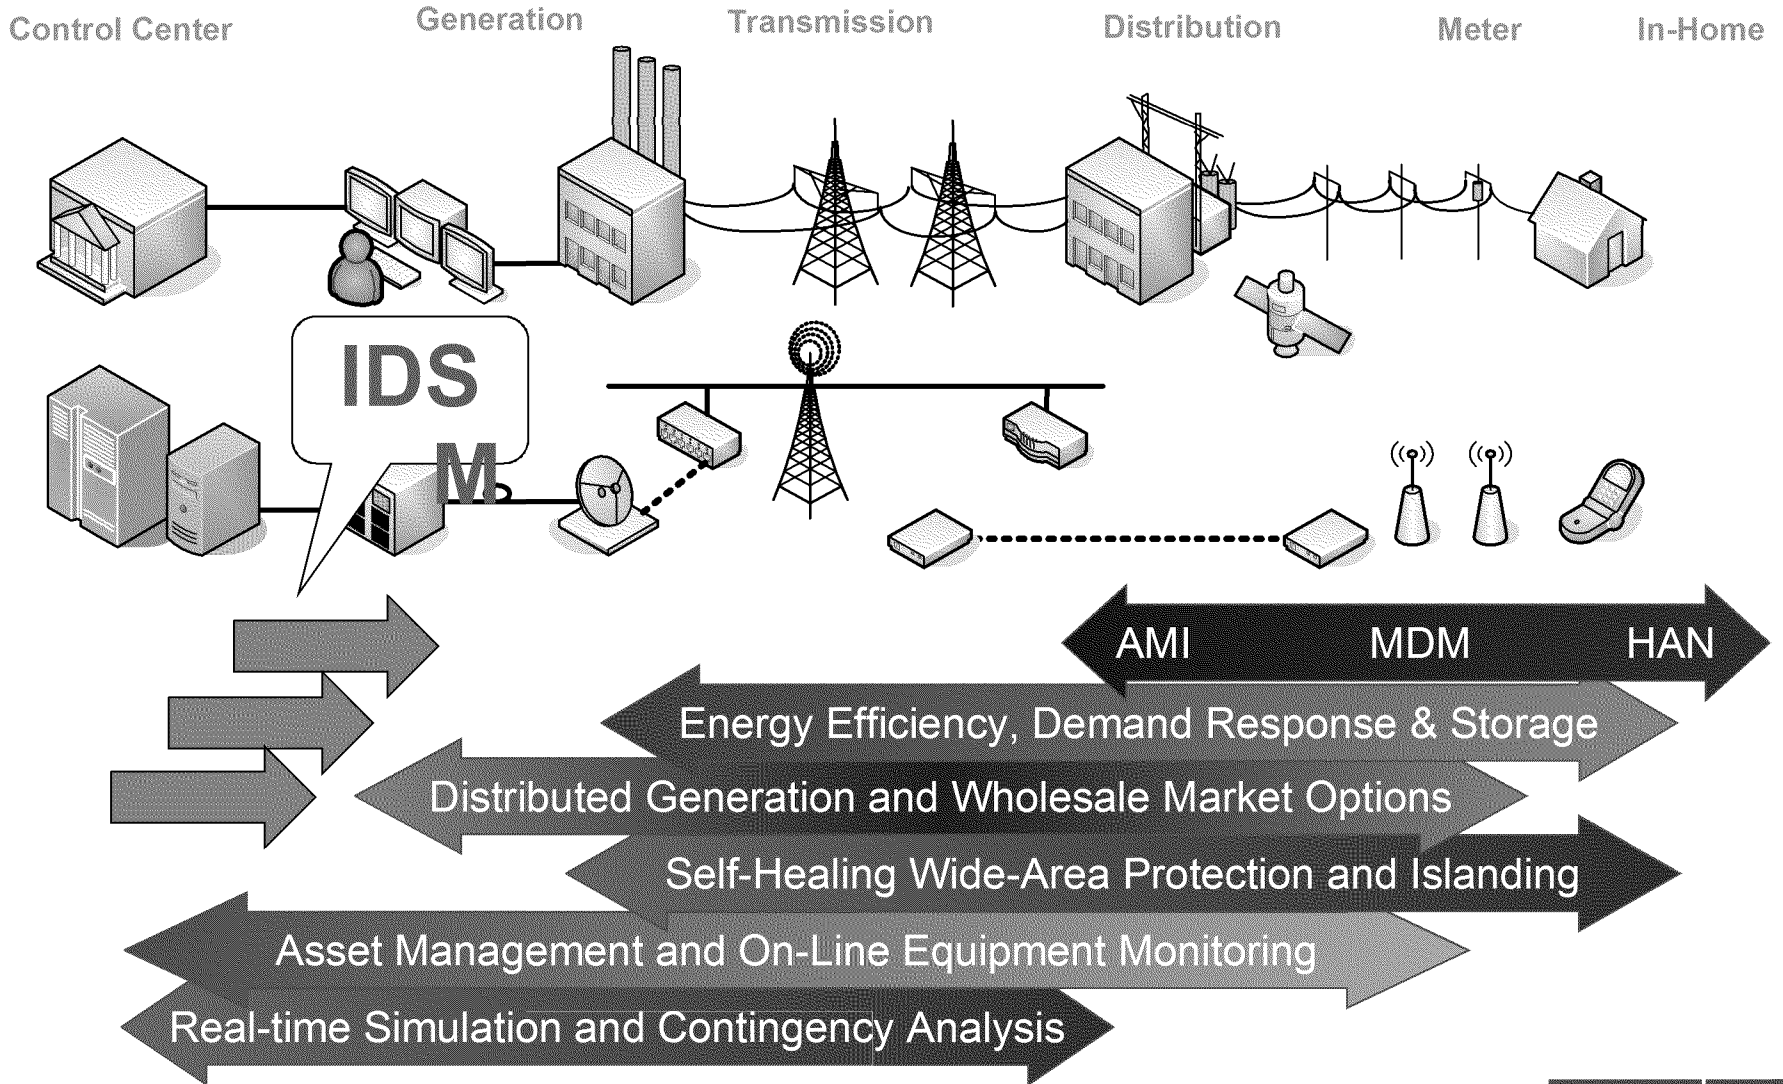 Control Center
Generation
Transmission
Distribution
Meter
In-Home
IDS
M
AMI MDM HAN
Energy Efficiency, Demand Response & Storage
Distributed Generation and Wholesale Market Options
Self-Healing Wide-Area Protection and Islanding
Asset Management and On-Line Equipment Monitoring
Real-time Simulation and Contingency Analysis